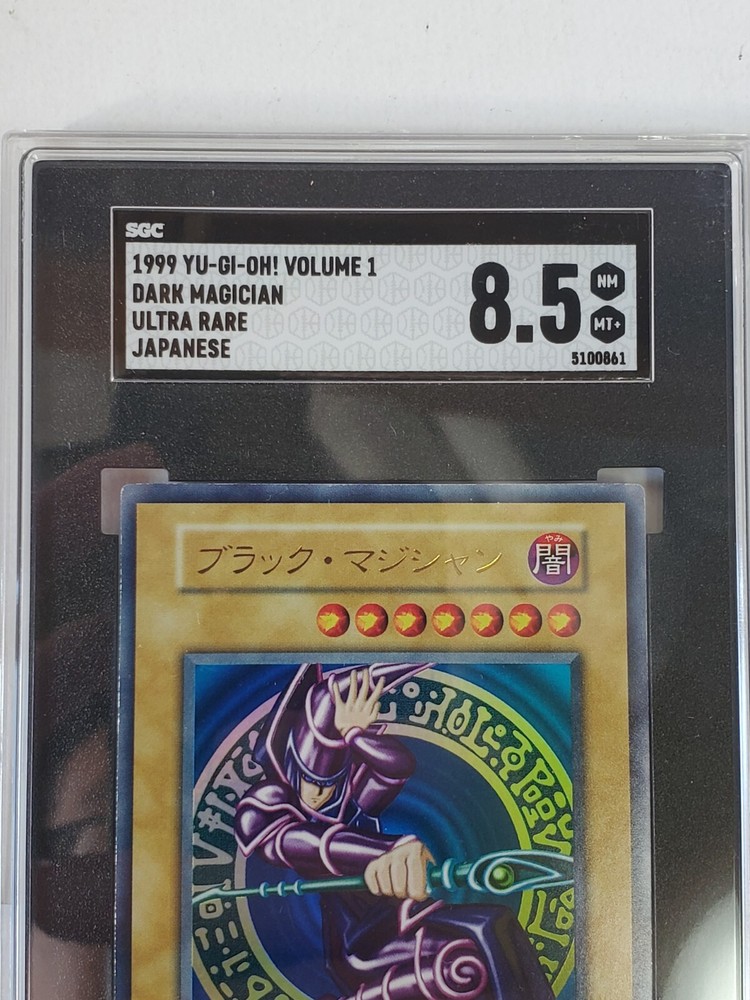 SGC
1999 YU-GI-OH! VOLUME 1
DARK MAGICIAN
ULTRA RARE
JAPANESE
8.5
NM
MT+
5100861
ブラック・マジシャン
やみ
闇